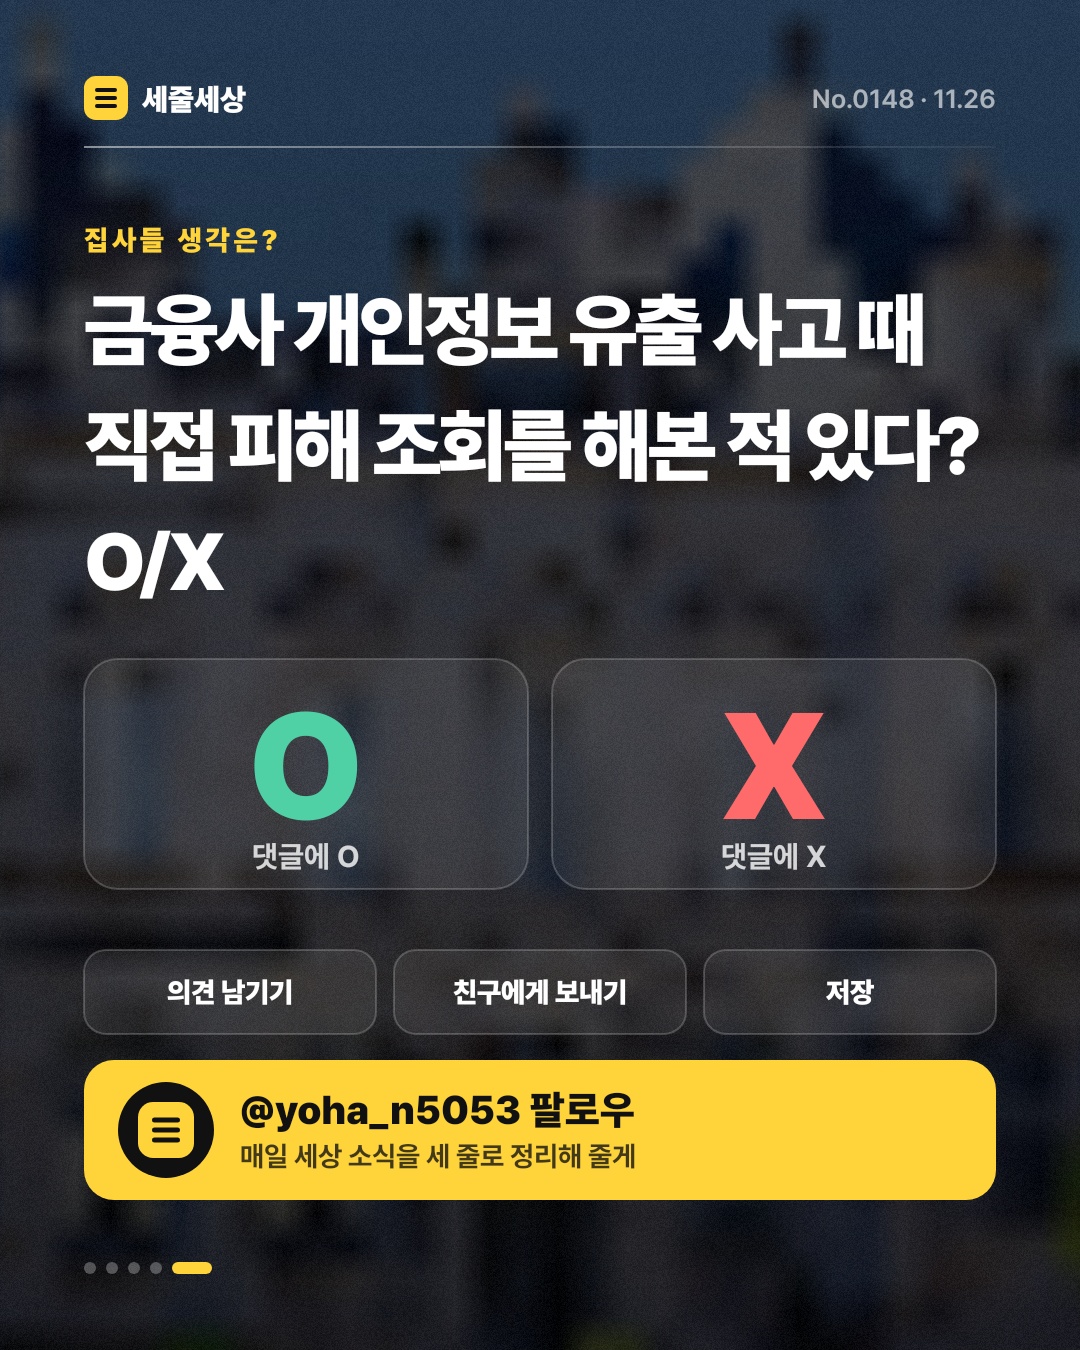 세줄세상
No.0148 · 11.26
집사들 생각은?
금융사 개인정보 유출 사고 때
직접 피해 조회를 해본 적 있다?
O/X
O
X
댓글에 O
댓글에 X
의견 남기기
친구에게 보내기
저장
@yoha_n5053 팔로우
매일 세상 소식을 세 줄로 정리해 줄게